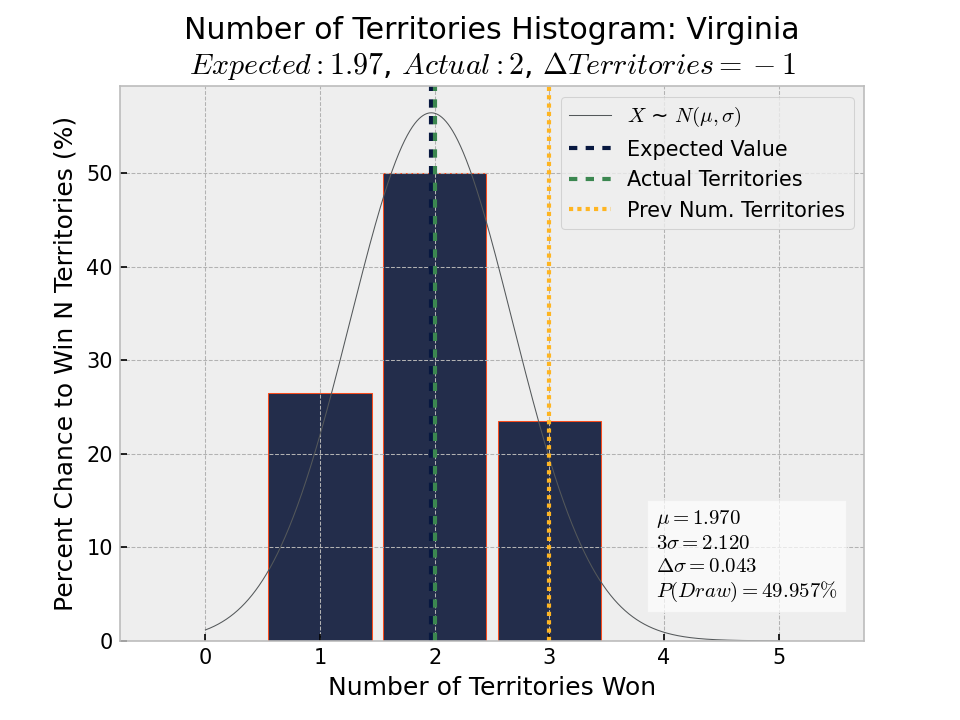 Number of Territories Histogram: Virginia
Expected : 1.97, Actual : 2, ΔTerritories = −1
Percent Chance to Win N Territories (%)
X ~ N(μ, σ)
Expected Value
Actual Territories
Prev Num. Territories
50
40
30
20
10
0
μ = 1.970
3σ = 2.120
Δσ = 0.043
P(Draw) = 49.957%
0 1 2 3 4 5
Number of Territories Won